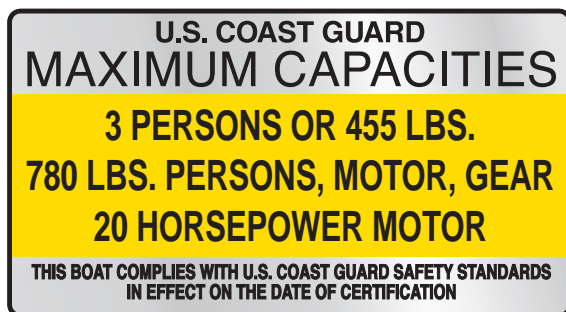 U.S. COAST GUARD
MAXIMUM CAPACITIES
3 PERSONS OR 455 LBS.
780 LBS. PERSONS, MOTOR, GEAR
20 HORSEPOWER MOTOR
THIS BOAT COMPLIES WITH U.S. COAST GUARD SAFETY STANDARDS
IN EFFECT ON THE DATE OF CERTIFICATION